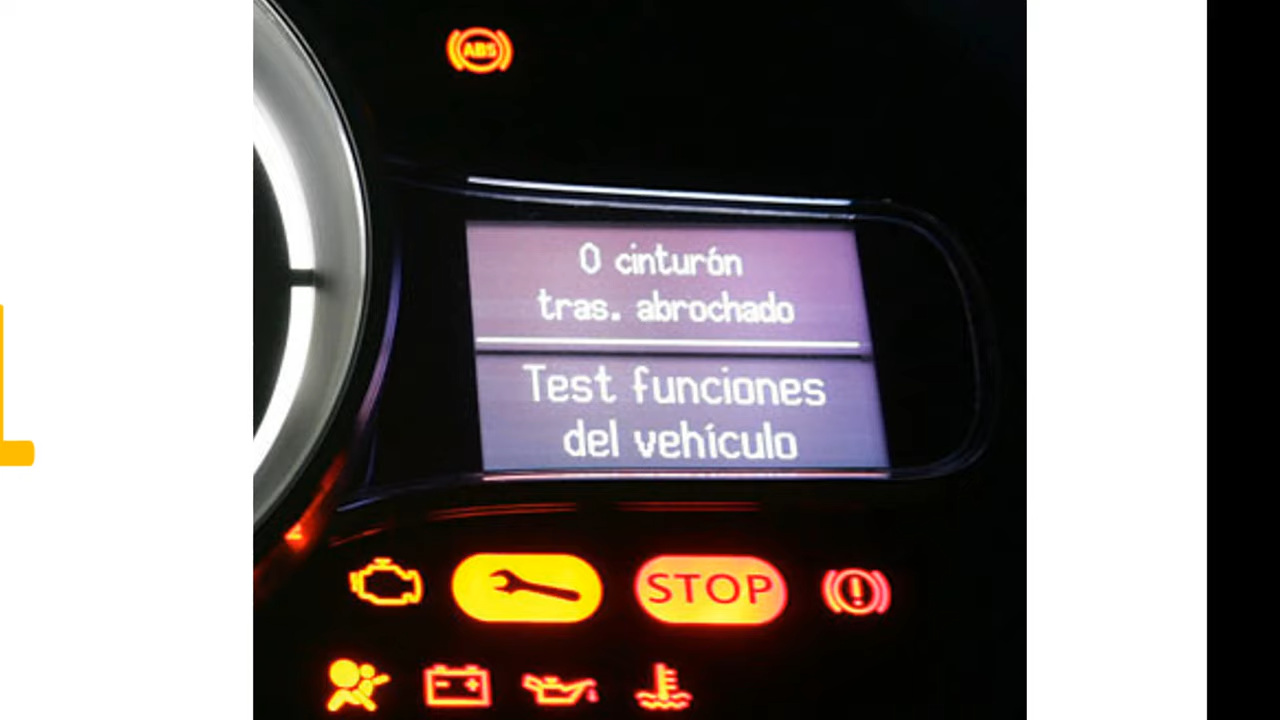 ABS
0 cinturón
tras. abrochado
Test funciones
del vehículo
STOP